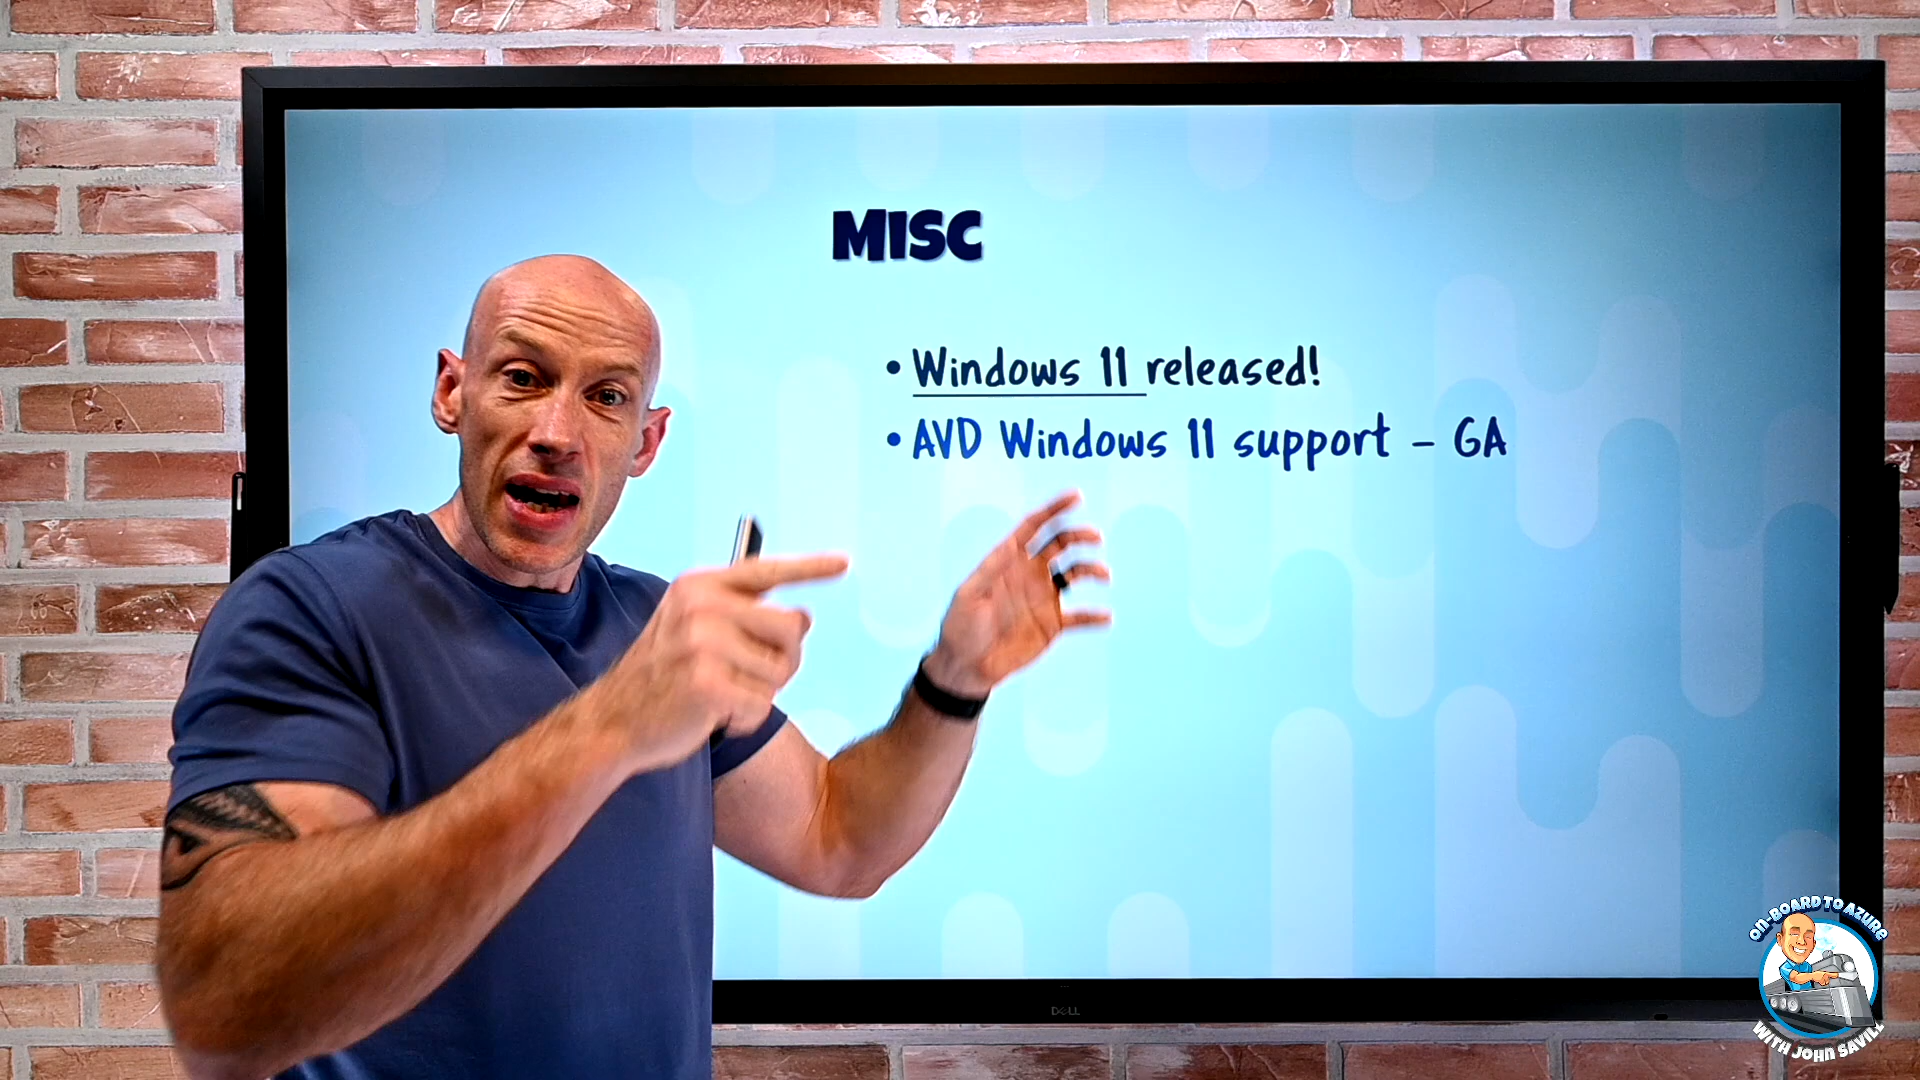 MISC
• Windows 11 released!
• AVD Windows 11 support – GA
DELL
ON-BOARD TO AZURE
WITH JOHN SAVILL